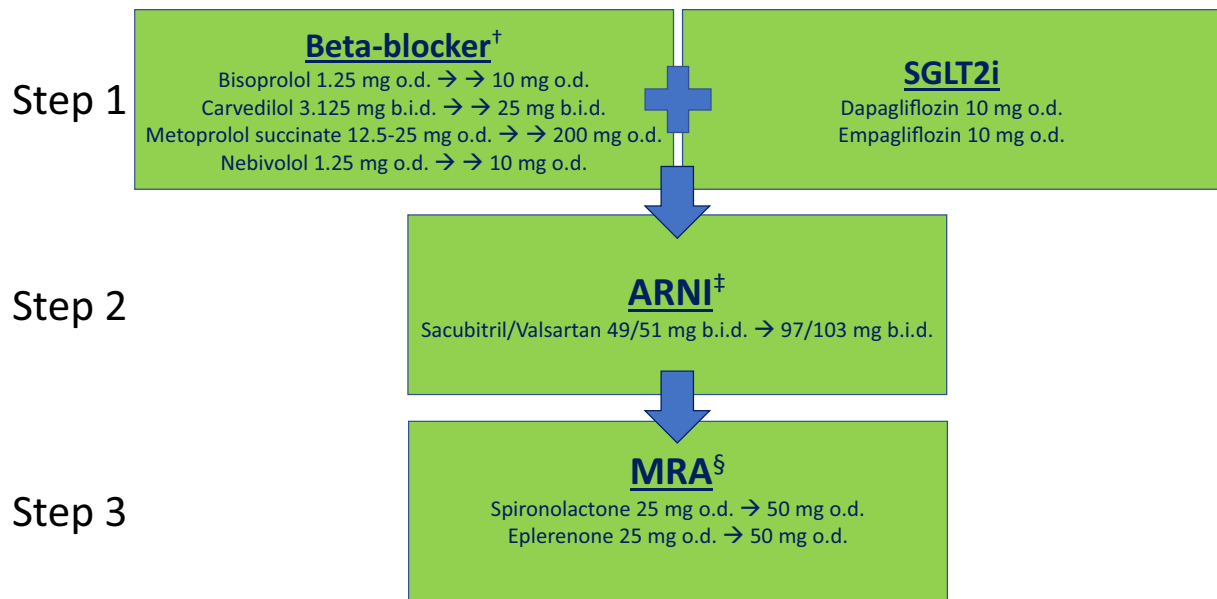 Step 1
Beta-blocker†
Bisoprolol 1.25 mg o.d. → → 10 mg o.d.
Carvedilol 3.125 mg b.i.d. → → 25 mg b.i.d.
Metoprolol succinate 12.5-25 mg o.d. → → 200 mg o.d.
Nebivolol 1.25 mg o.d. → → 10 mg o.d.
SGLT2i
Dapagliflozin 10 mg o.d.
Empagliflozin 10 mg o.d.
Step 2
ARNI‡
Sacubitril/Valsartan 49/51 mg b.i.d. → 97/103 mg b.i.d.
Step 3
MRA§
Spironolactone 25 mg o.d. → 50 mg o.d.
Eplerenone 25 mg o.d. → 50 mg o.d.